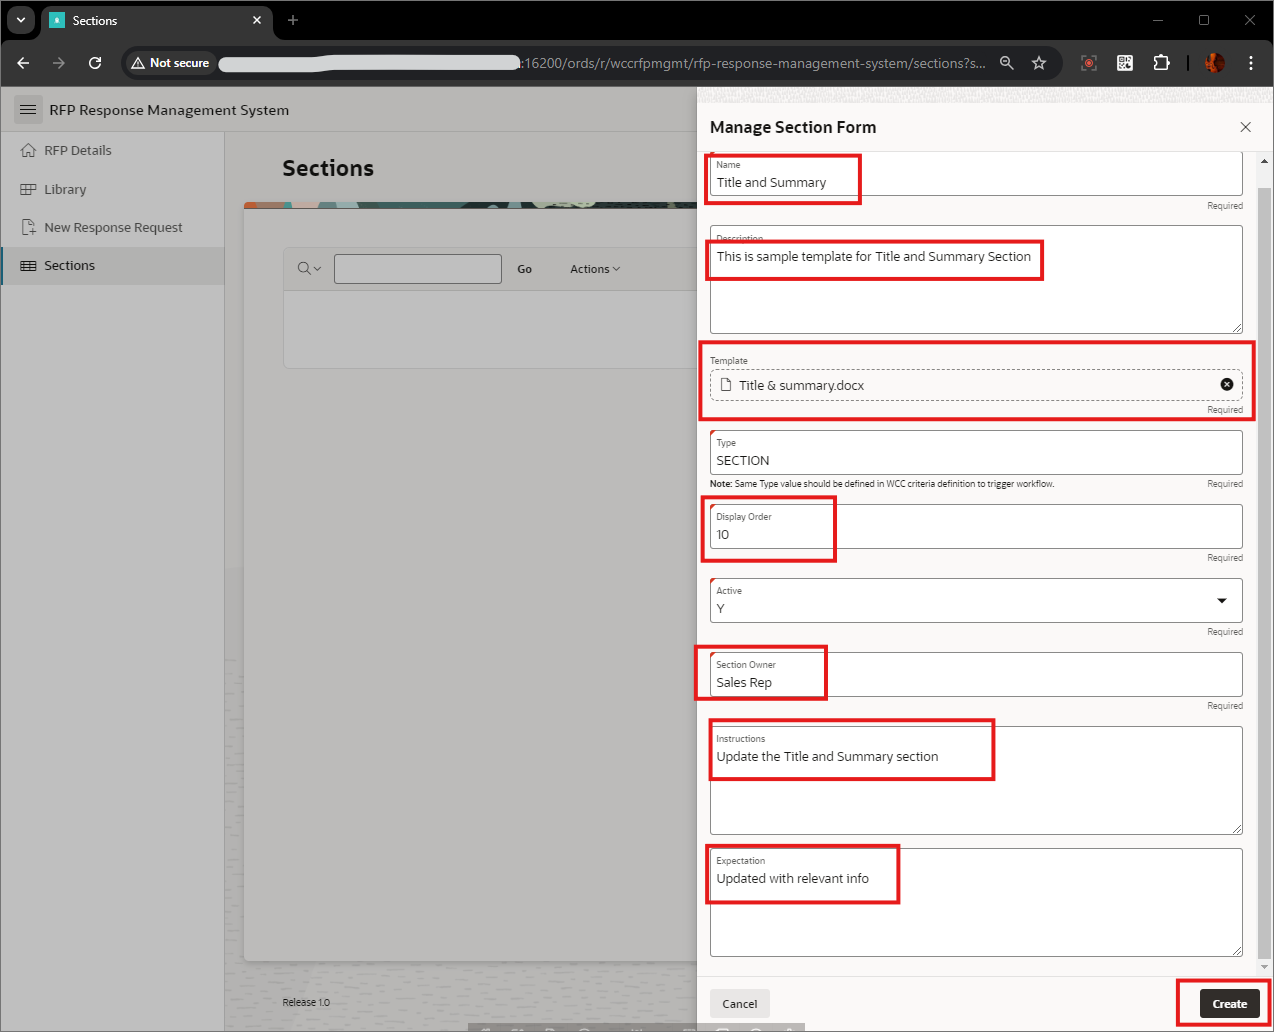 Sections
Not secure
:16200/ords/r/wccrfpmgmt/rfp-response-management-system/sections?s...
RFP Response Management System
RFP Details
Library
New Response Request
Sections
Sections
Go
Actions
Release 1.0
Manage Section Form
Name
Title and Summary
Required
Description
This is sample template for Title and Summary Section
Template
Title & summary.docx
Required
Type
SECTION
Note: Same Type value should be defined in WCC criteria definition to trigger workflow.
Required
Display Order
10
Required
Active
Y
Required
Section Owner
Sales Rep
Required
Instructions
Update the Title and Summary section
Expectation
Updated with relevant info
Cancel
Create